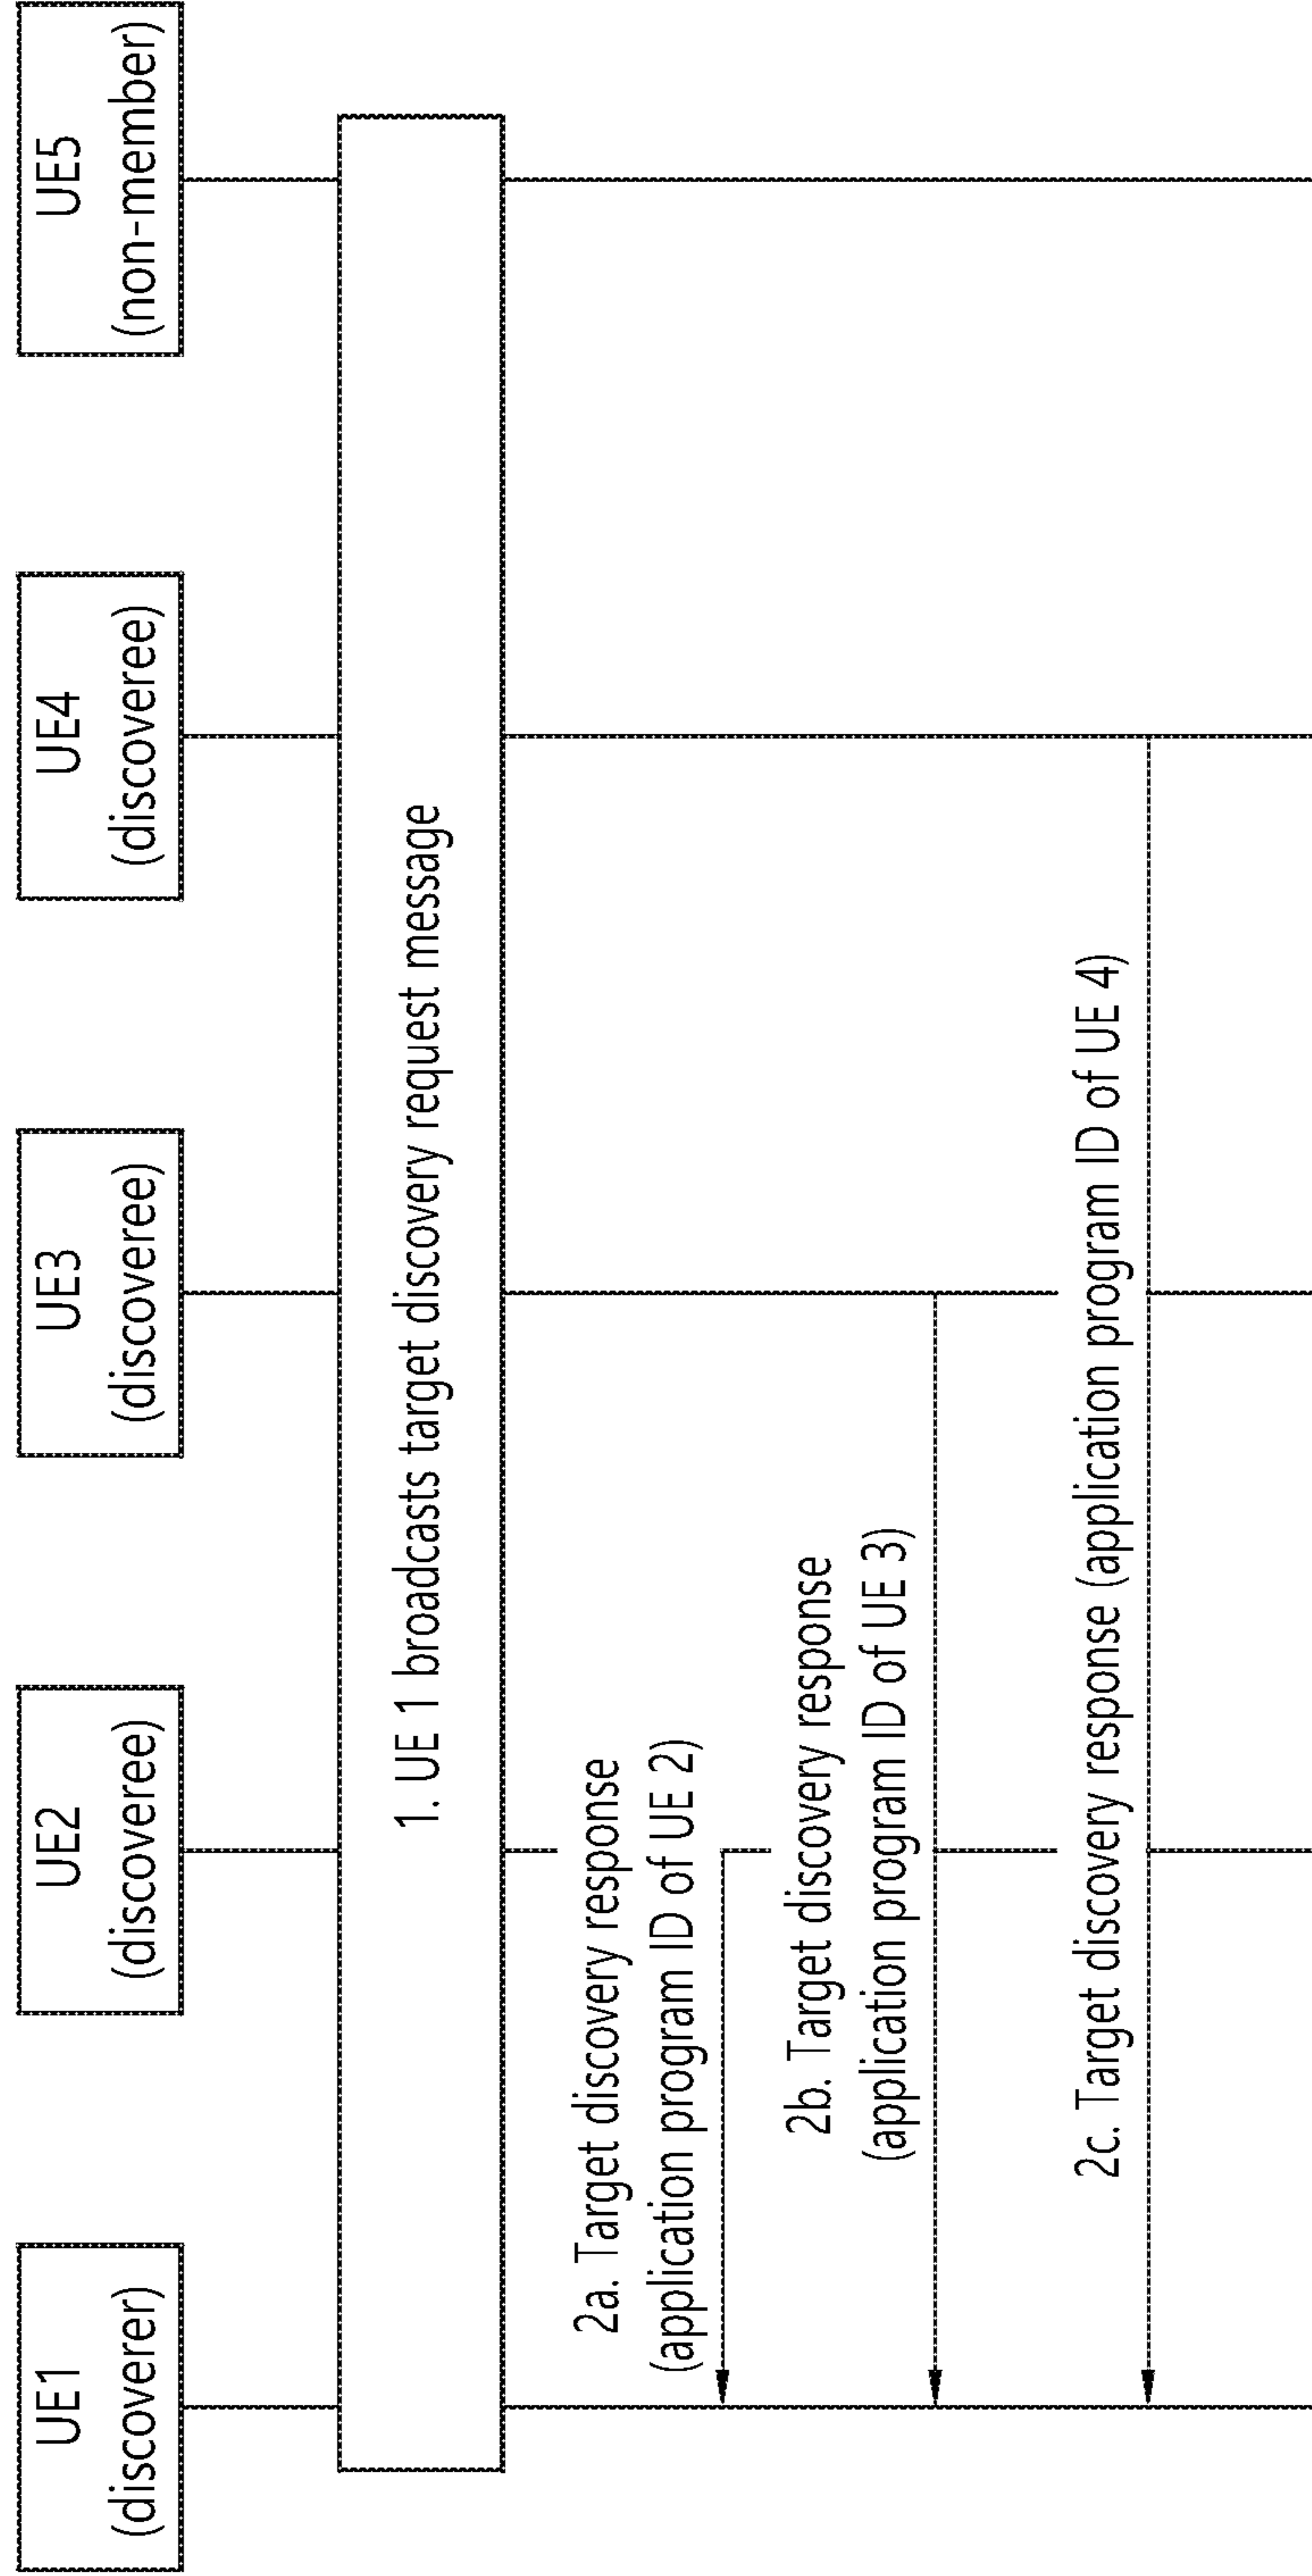 UE1
(discoverer)
UE2
(discoveree)
UE3
(discoveree)
UE4
(discoveree)
UE5
(non-member)
1. UE 1 broadcasts target discovery request message
2a. Target discovery response
(application program ID of UE 2)
2b. Target discovery response
(application program ID of UE 3)
2c. Target discovery response (application program ID of UE 4)